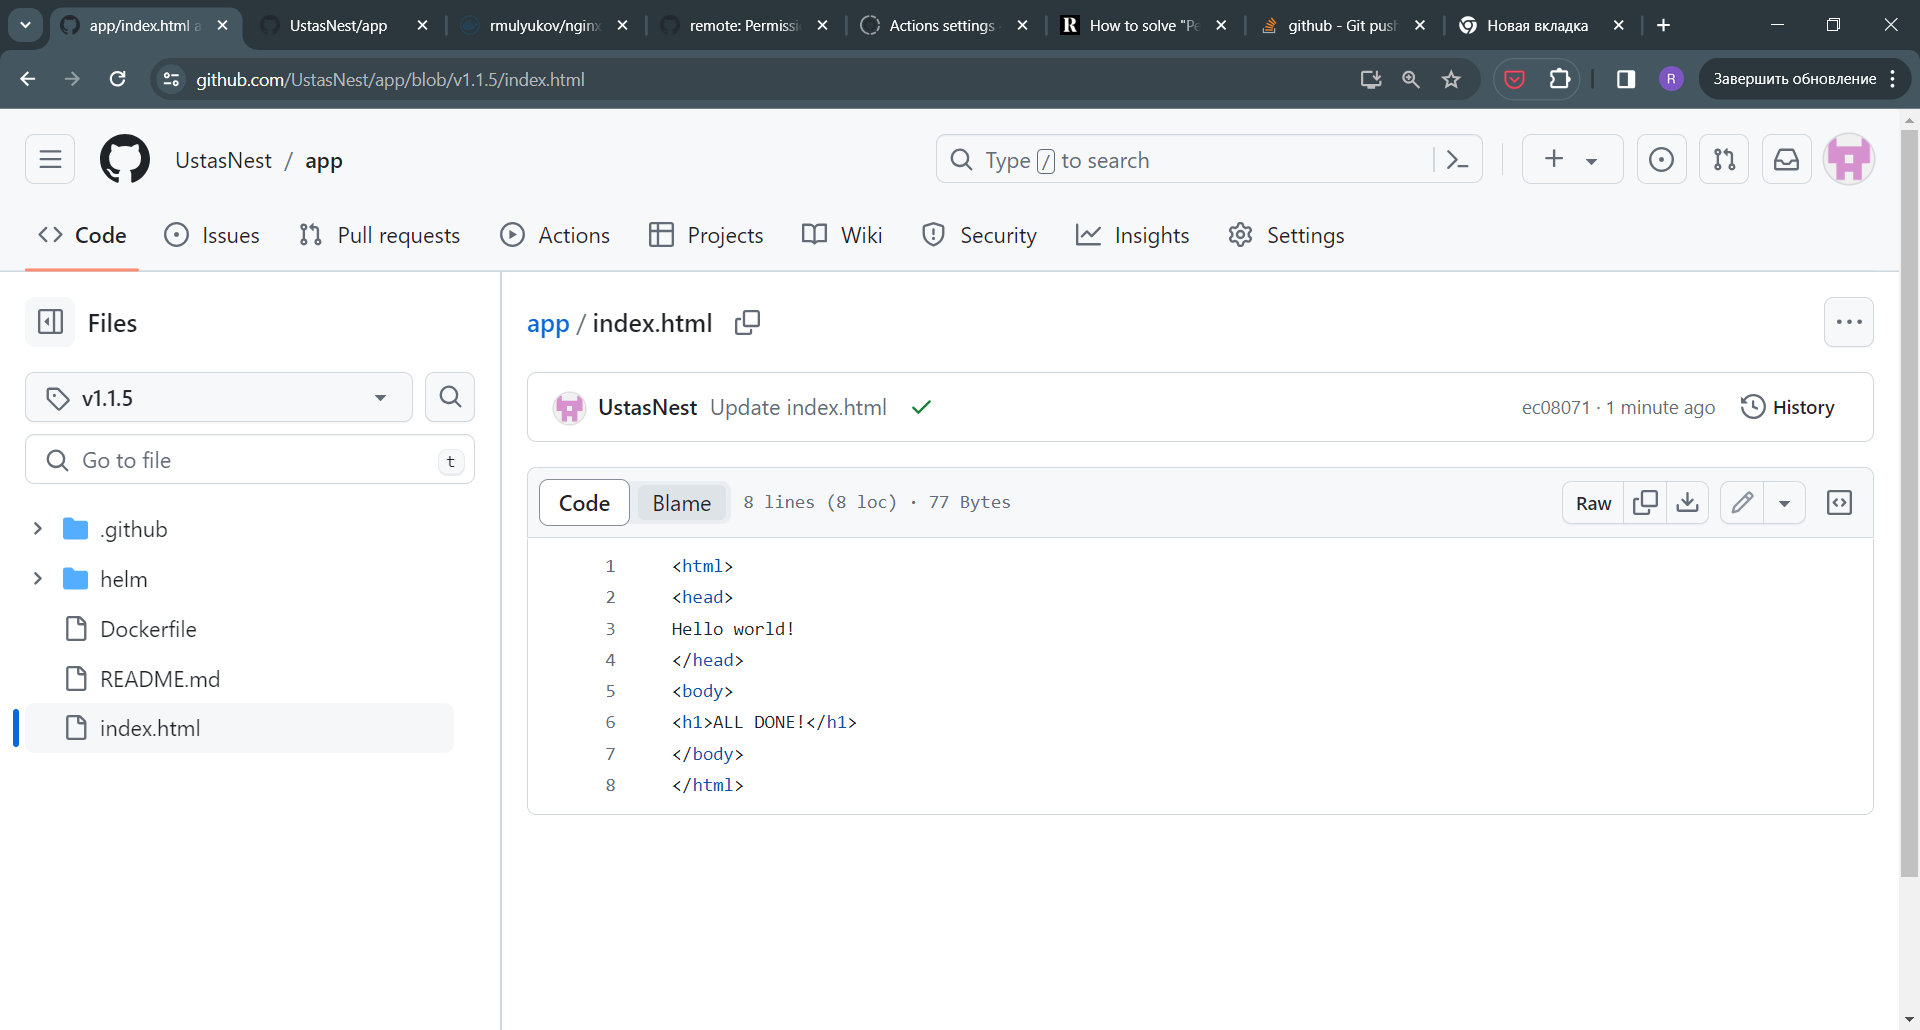 app/index.html a
UstasNest/app
rmulyukov/nginx
remote: Permissi
Actions settings
How to solve "Pe
github - Git push
Новая вкладка
github.com/UstasNest/app/blob/v1.1.5/index.html
R
Завершить обновление
UstasNest / app
Type / to search
Code
Issues
Pull requests
Actions
Projects
Wiki
Security
Insights
Settings
Files
v1.1.5
Go to file
t
.github
helm
Dockerfile
README.md
index.html
app / index.html
UstasNest Update index.html
ec08071 · 1 minute ago
History
Code
Blame
8 lines (8 loc) · 77 Bytes
Raw
1 <html>
2 <head>
3 Hello world!
4 </head>
5 <body>
6 <h1>ALL DONE!</h1>
7 </body>
8 </html>